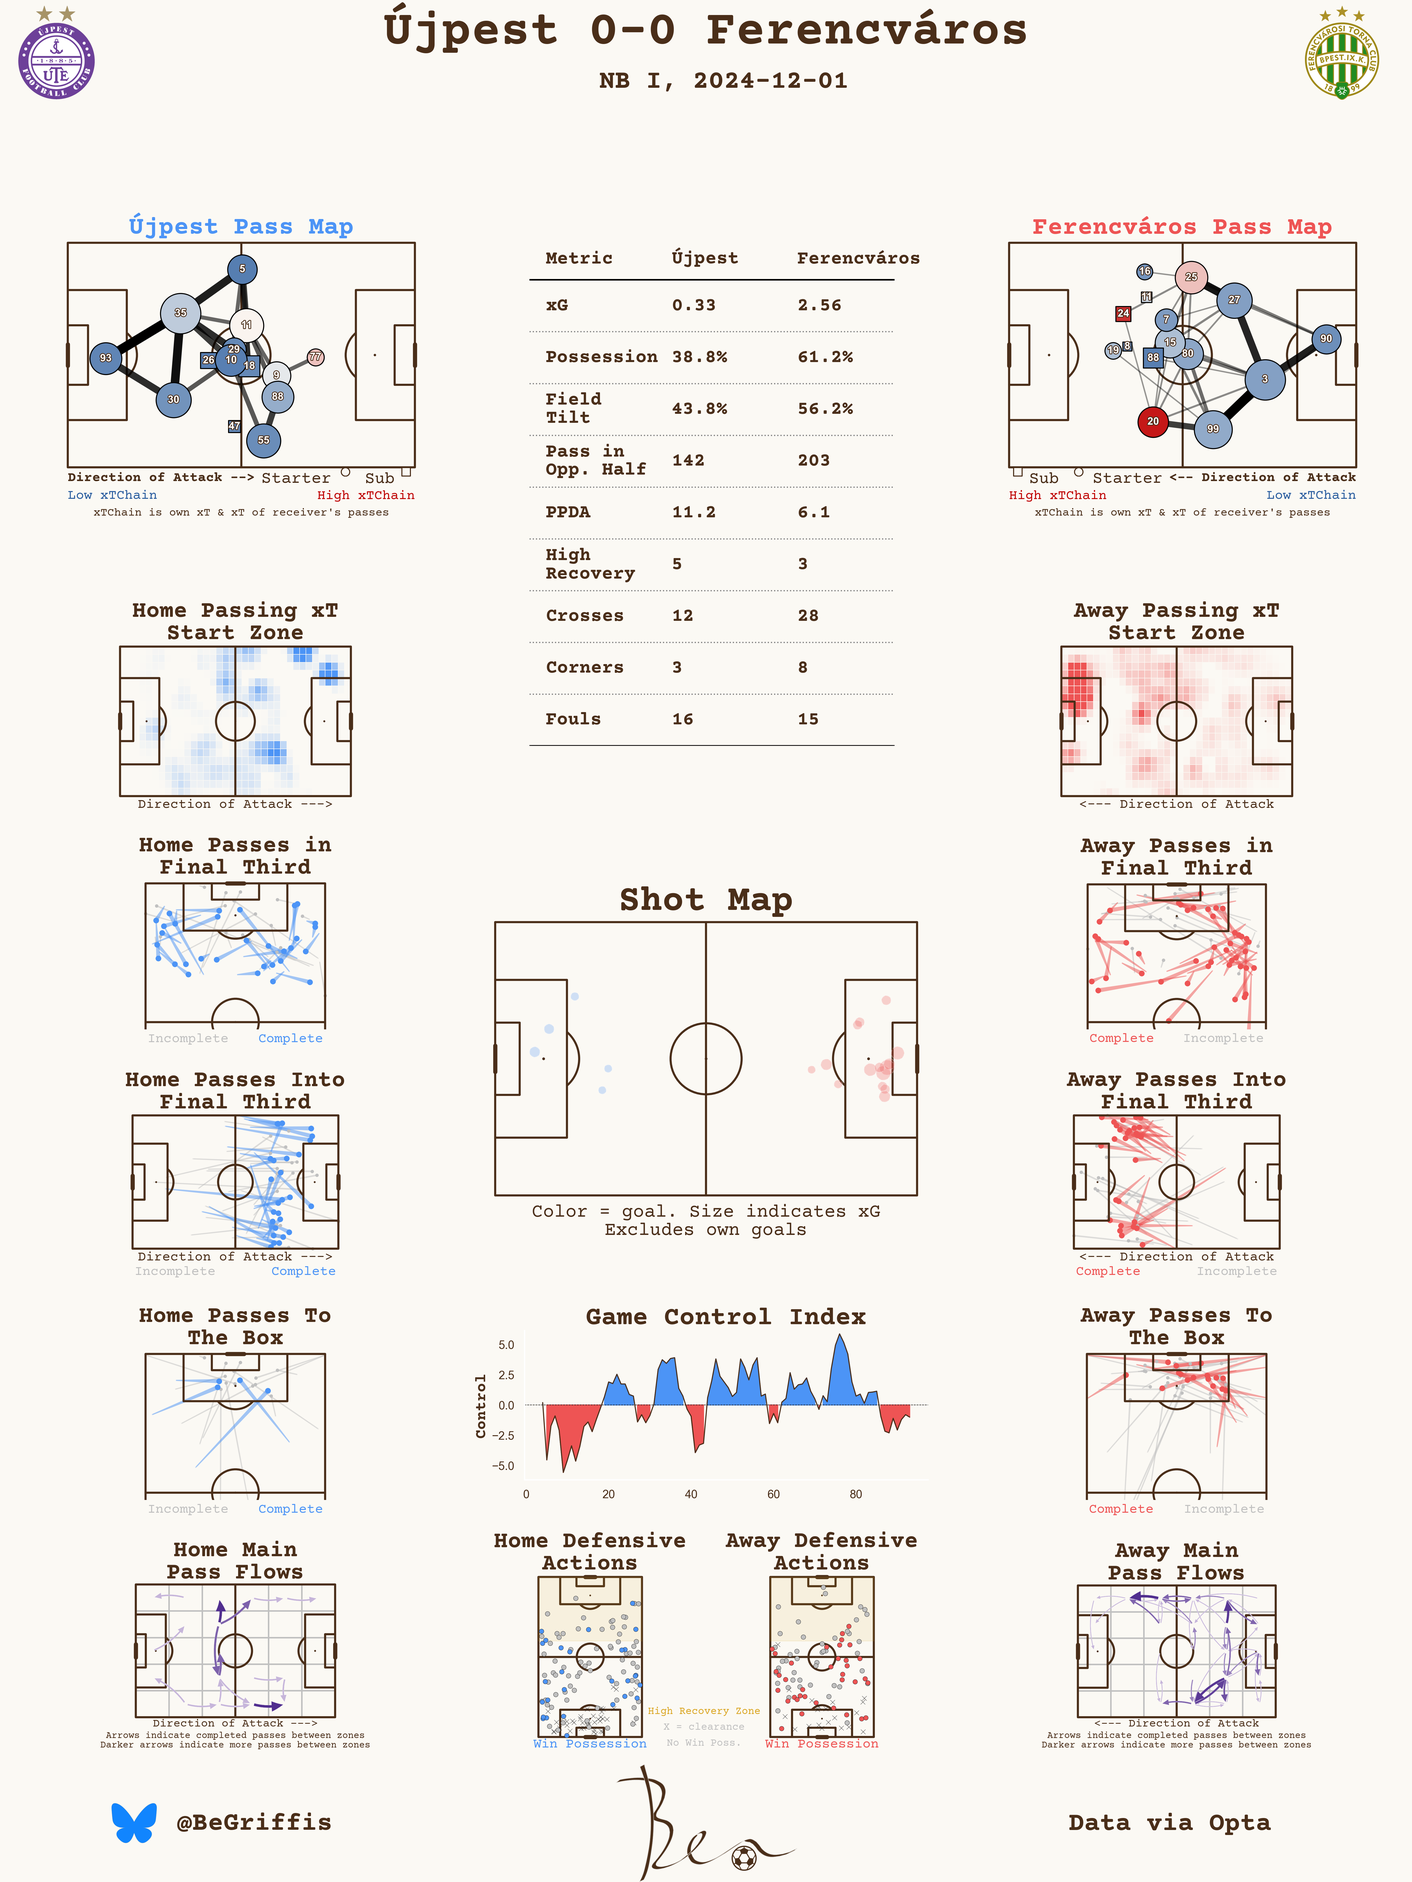 Újpest 0-0 Ferencváros
NB I, 2024-12-01
ÚJPEST
·1·8·8·5·
UTE
FOOTBALL CLUB
FERENCVÁROSI TORNA CLUB
BPEST.IX.K.
18 99
Újpest Pass Map
5
35
11
93
29
26
10
18
77
9
88
30
47
55
Direction of Attack --> Starter Sub
Low xTChain High xTChain
xTChain is own xT & xT of receiver's passes
Metric Újpest Ferencváros
xG 0.33 2.56
Possession 38.8% 61.2%
Field
Tilt 43.8% 56.2%
Pass in
Opp. Half 142 203
PPDA 11.2 6.1
High
Recovery 5 3
Crosses 12 28
Corners 3 8
Fouls 16 15
Ferencváros Pass Map
16
25
11
27
24
7
90
19
8
15
88
80
3
20
99
Sub Starter <-- Direction of Attack
High xTChain Low xTChain
xTChain is own xT & xT of receiver's passes
Home Passing xT
Start Zone
Direction of Attack --->
Away Passing xT
Start Zone
<--- Direction of Attack
Home Passes in
Final Third
Incomplete Complete
Away Passes in
Final Third
Complete Incomplete
Shot Map
Color = goal. Size indicates xG
Excludes own goals
Home Passes Into
Final Third
Direction of Attack --->
Incomplete Complete
Away Passes Into
Final Third
<--- Direction of Attack
Complete Incomplete
Home Passes To
The Box
Incomplete Complete
Game Control Index
Control
5.0
2.5
0.0
−2.5
−5.0
0 20 40 60 80
Away Passes To
The Box
Complete Incomplete
Home Main
Pass Flows
Direction of Attack --->
Arrows indicate completed passes between zones
Darker arrows indicate more passes between zones
Home Defensive
Actions
Win Possession
Away Defensive
Actions
Win Possession
High Recovery Zone
X = clearance
No Win Poss.
Away Main
Pass Flows
<--- Direction of Attack
Arrows indicate completed passes between zones
Darker arrows indicate more passes between zones
@BeGriffis
Ben
Data via Opta